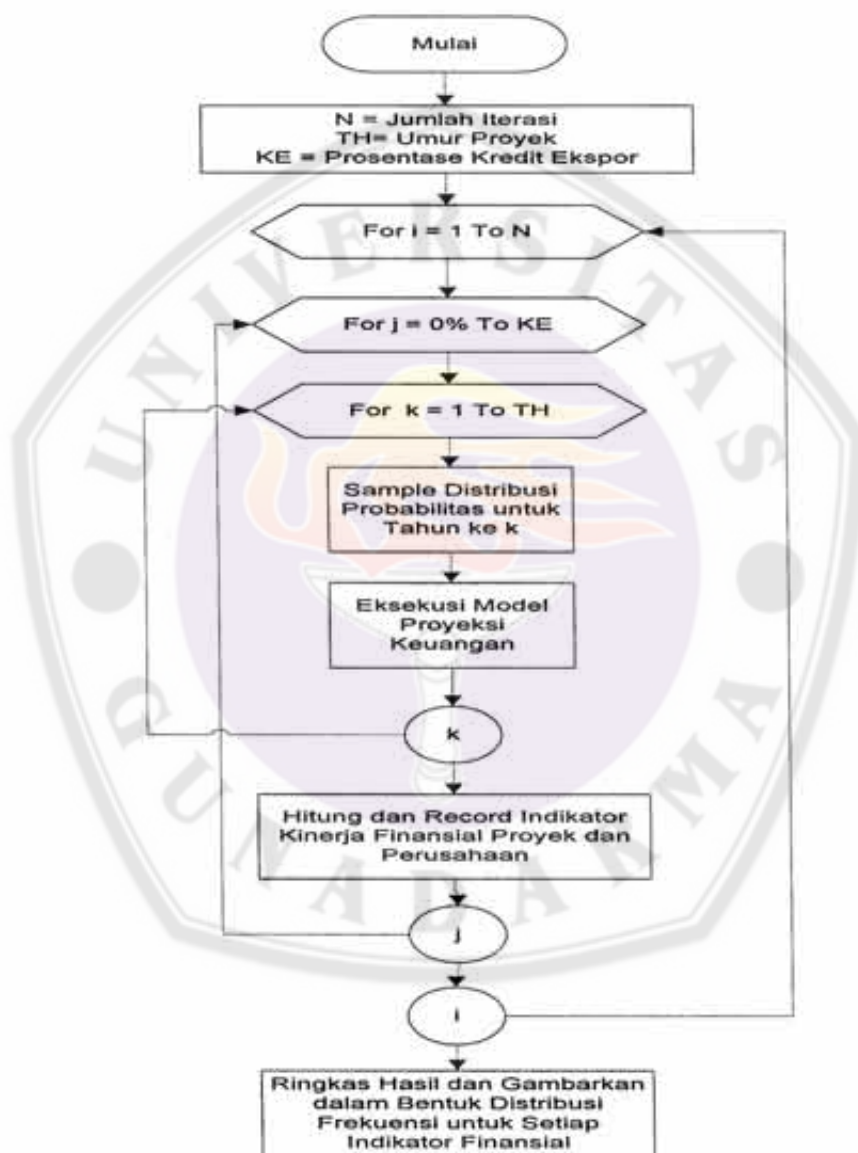 Mulai
N = Jumlah Iterasi
TH= Umur Proyek
KE = Prosentase Kredit Ekspor
For i = 1 To N
For j = 0% To KE
For k = 1 To TH
Sample Distribusi
Probabilitas untuk
Tahun ke k
Eksekusi Model
Proyeksi
Keuangan
k
Hitung dan Record Indikator
Kinerja Finansial Proyek dan
Perusahaan
j
i
Ringkas Hasil dan Gambarkan
dalam Bentuk Distribusi
Frekuensi untuk Setiap
Indikator Finansial
UNIVERSITAS
GUNADARMA